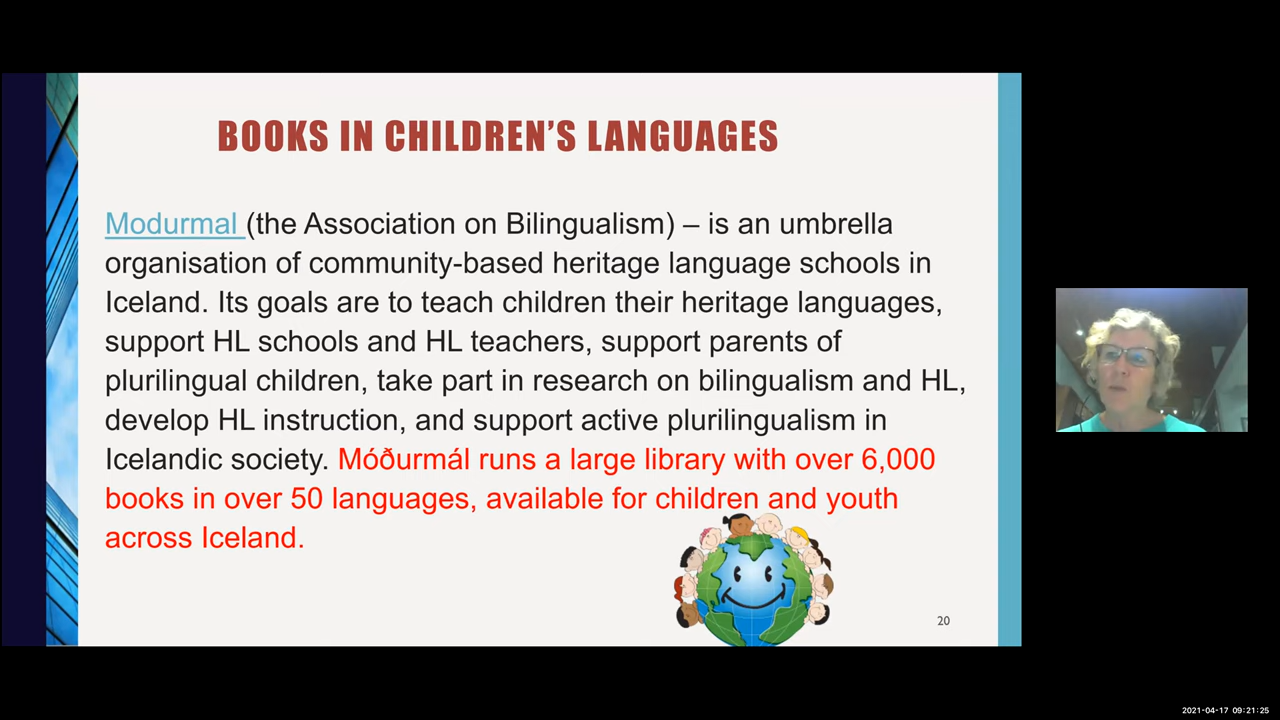 BOOKS IN CHILDREN'S LANGUAGES
Modurmal (the Association on Bilingualism) – is an umbrella
organisation of community-based heritage language schools in
Iceland. Its goals are to teach children their heritage languages,
support HL schools and HL teachers, support parents of
plurilingual children, take part in research on bilingualism and HL,
develop HL instruction, and support active plurilingualism in
Icelandic society. Móðurmál runs a large library with over 6,000
books in over 50 languages, available for children and youth
across Iceland.
20
2021-04-17 09:21:25